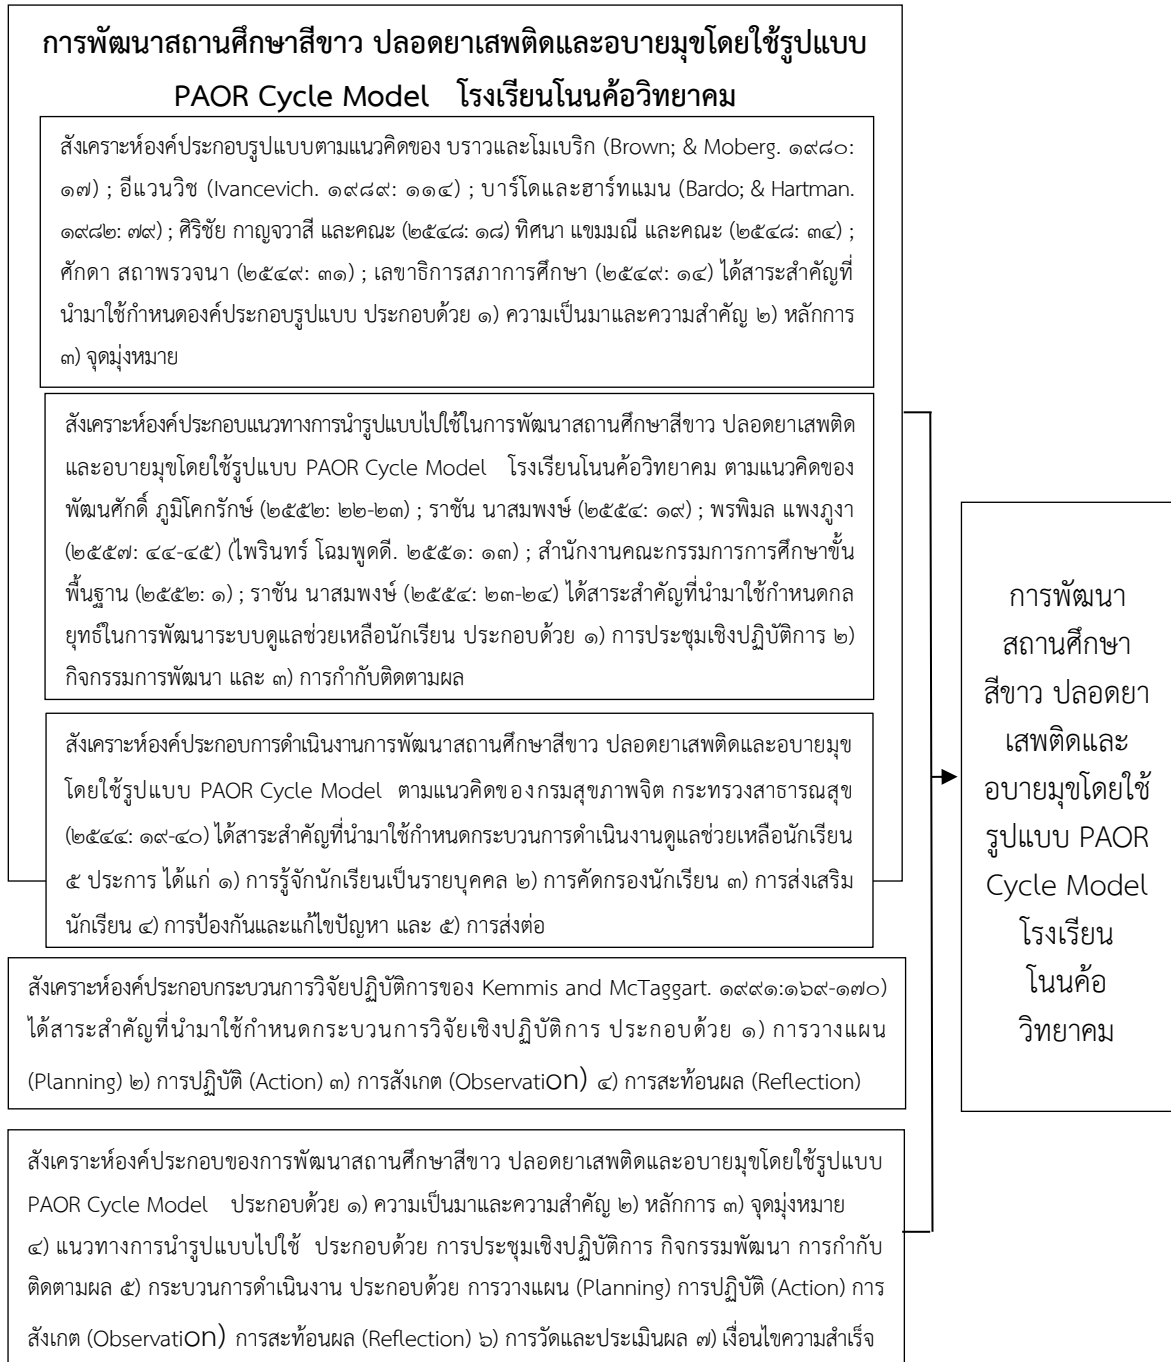 การพัฒนาสถานศึกษาสีขาว ปลอดยาเสพติดและอบายมุขโดยใช้รูปแบบ
PAOR Cycle Model โรงเรียนโนนค้อวิทยาคม
สังเคราะห์องค์ประกอบรูปแบบตามแนวคิดของ บราวและโมเบริก (Brown; & Moberg. ๑๙๘๐:
๑๗) ; อีแวนวิช (Ivancevich. ๑๙๘๙: ๑๑๔) ; บาร์โดและฮาร์ทแมน (Bardo; & Hartman.
๑๙๘๒: ๗๙) ; ศิริชัย กาญจวาสี และคณะ (๒๕๔๘: ๑๘) ทิศนา แขมมณี และคณะ (๒๕๔๘: ๓๔) ;
ศักดา สถาพรวจนา (๒๕๔๙: ๓๑) ; เลขาธิการสภาการศึกษา (๒๕๔๙: ๑๔) ได้สาระสำคัญที่
นำมาใช้กำหนดองค์ประกอบรูปแบบ ประกอบด้วย ๑) ความเป็นมาและความสำคัญ ๒) หลักการ
๓) จุดมุ่งหมาย
สังเคราะห์องค์ประกอบแนวทางการนำรูปแบบไปใช้ในการพัฒนาสถานศึกษาสีขาว ปลอดยาเสพติด
และอบายมุขโดยใช้รูปแบบ PAOR Cycle Model โรงเรียนโนนค้อวิทยาคม ตามแนวคิดของ
พัฒนศักดิ์ ภูมิโคกรักษ์ (๒๕๕๒: ๒๒-๒๓) ; ราชัน นาสมพงษ์ (๒๕๕๔: ๑๙) ; พรพิมล แพงภูงา
(๒๕๕๗: ๔๔-๔๕) (ไพรินทร์ โฉมพูดดี. ๒๕๕๑: ๑๓) ; สำนักงานคณะกรรมการการศึกษาขั้น
พื้นฐาน (๒๕๕๒: ๑) ; ราชัน นาสมพงษ์ (๒๕๕๔: ๒๓-๒๔) ได้สาระสำคัญที่นำมาใช้กำหนดกล
ยุทธ์ในการพัฒนาระบบดูแลช่วยเหลือนักเรียน ประกอบด้วย ๑) การประชุมเชิงปฏิบัติการ ๒)
กิจกรรมการพัฒนา และ ๓) การกำกับติดตามผล
สังเคราะห์องค์ประกอบการดำเนินงานการพัฒนาสถานศึกษาสีขาว ปลอดยาเสพติดและอบายมุข
โดยใช้รูปแบบ PAOR Cycle Model ตามแนวคิดของกรมสุขภาพจิต กระทรวงสาธารณสุข
(๒๕๔๔: ๑๙-๔๐) ได้สาระสำคัญที่นำมาใช้กำหนดกระบวนการดำเนินงานดูแลช่วยเหลือนักเรียน
๕ ประการ ได้แก่ ๑) การรู้จักนักเรียนเป็นรายบุคคล ๒) การคัดกรองนักเรียน ๓) การส่งเสริม
นักเรียน ๔) การป้องกันและแก้ไขปัญหา และ ๕) การส่งต่อ
สังเคราะห์องค์ประกอบกระบวนการวิจัยปฏิบัติการของ Kemmis and McTaggart. ๑๙๙๑:๑๖๙-๑๗๐)
ได้สาระสำคัญที่นำมาใช้กำหนดกระบวนการวิจัยเชิงปฏิบัติการ ประกอบด้วย ๑) การวางแผน
(Planning) ๒) การปฏิบัติ (Action) ๓) การสังเกต (Observation) ๔) การสะท้อนผล (Reflection)
สังเคราะห์องค์ประกอบของการพัฒนาสถานศึกษาสีขาว ปลอดยาเสพติดและอบายมุขโดยใช้รูปแบบ
PAOR Cycle Model ประกอบด้วย ๑) ความเป็นมาและความสำคัญ ๒) หลักการ ๓) จุดมุ่งหมาย
๔) แนวทางการนำรูปแบบไปใช้ ประกอบด้วย การประชุมเชิงปฏิบัติการ กิจกรรมพัฒนา การกำกับ
ติดตามผล ๕) กระบวนการดำเนินงาน ประกอบด้วย การวางแผน (Planning) การปฏิบัติ (Action) การ
สังเกต (Observation) การสะท้อนผล (Reflection) ๖) การวัดและประเมินผล ๗) เงื่อนไขความสำเร็จ
การพัฒนา
สถานศึกษา
สีขาว ปลอดยา
เสพติดและ
อบายมุขโดยใช้
รูปแบบ PAOR
Cycle Model
โรงเรียน
โนนค้อ
วิทยาคม